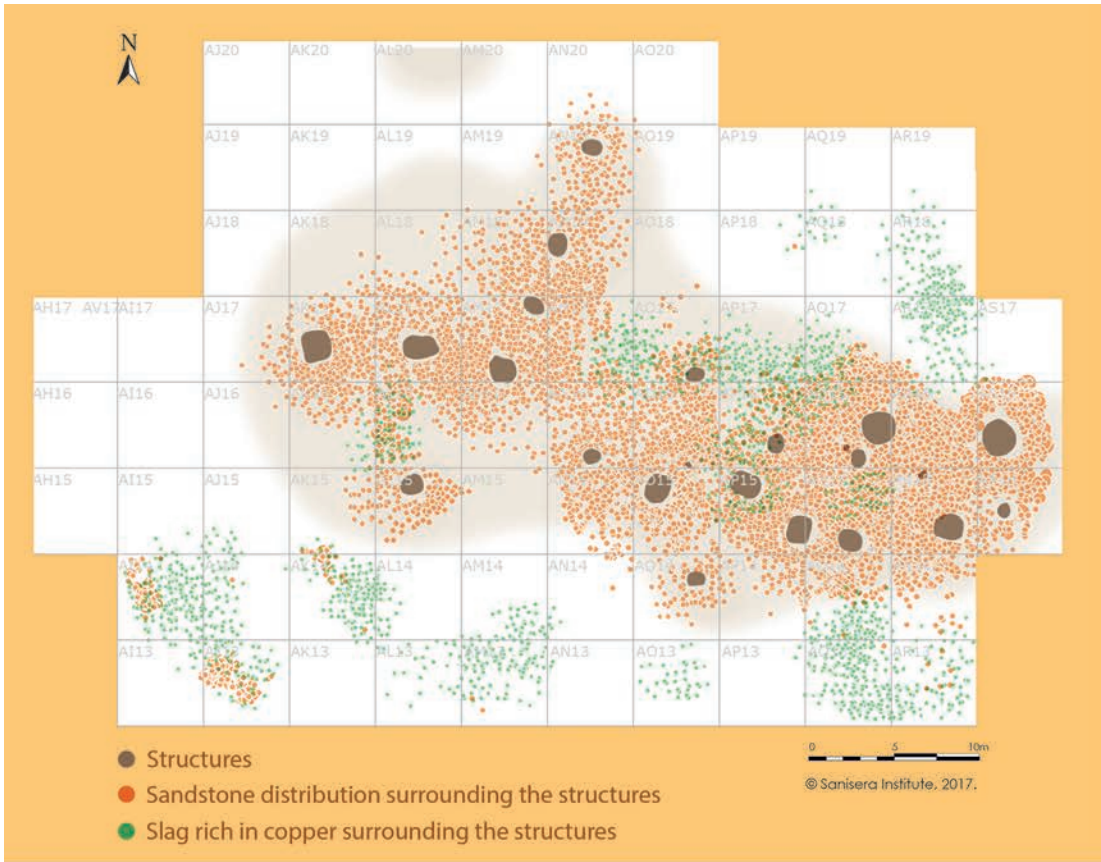 N
AJ20 AK20 AL20 AM20 AN20 AO20
AJ19 AK19 AL19 AM19 AO19 AP19 AQ19 AR19
AJ18 AK18 AL18 AO18 AP18
AH17 AV17 AI17 AJ17 AP17 AQ17 AS17
AH16 AI16 AJ16
AH15 AI15 AJ15 AK15 AM15
AL14 AM14 AN14
AI13 AK13 AL13 AN13 AO13 AP13 AR13
Structures
Sandstone distribution surrounding the structures
Slag rich in copper surrounding the structures
0 5 10m
© Sanisera Institute, 2017.